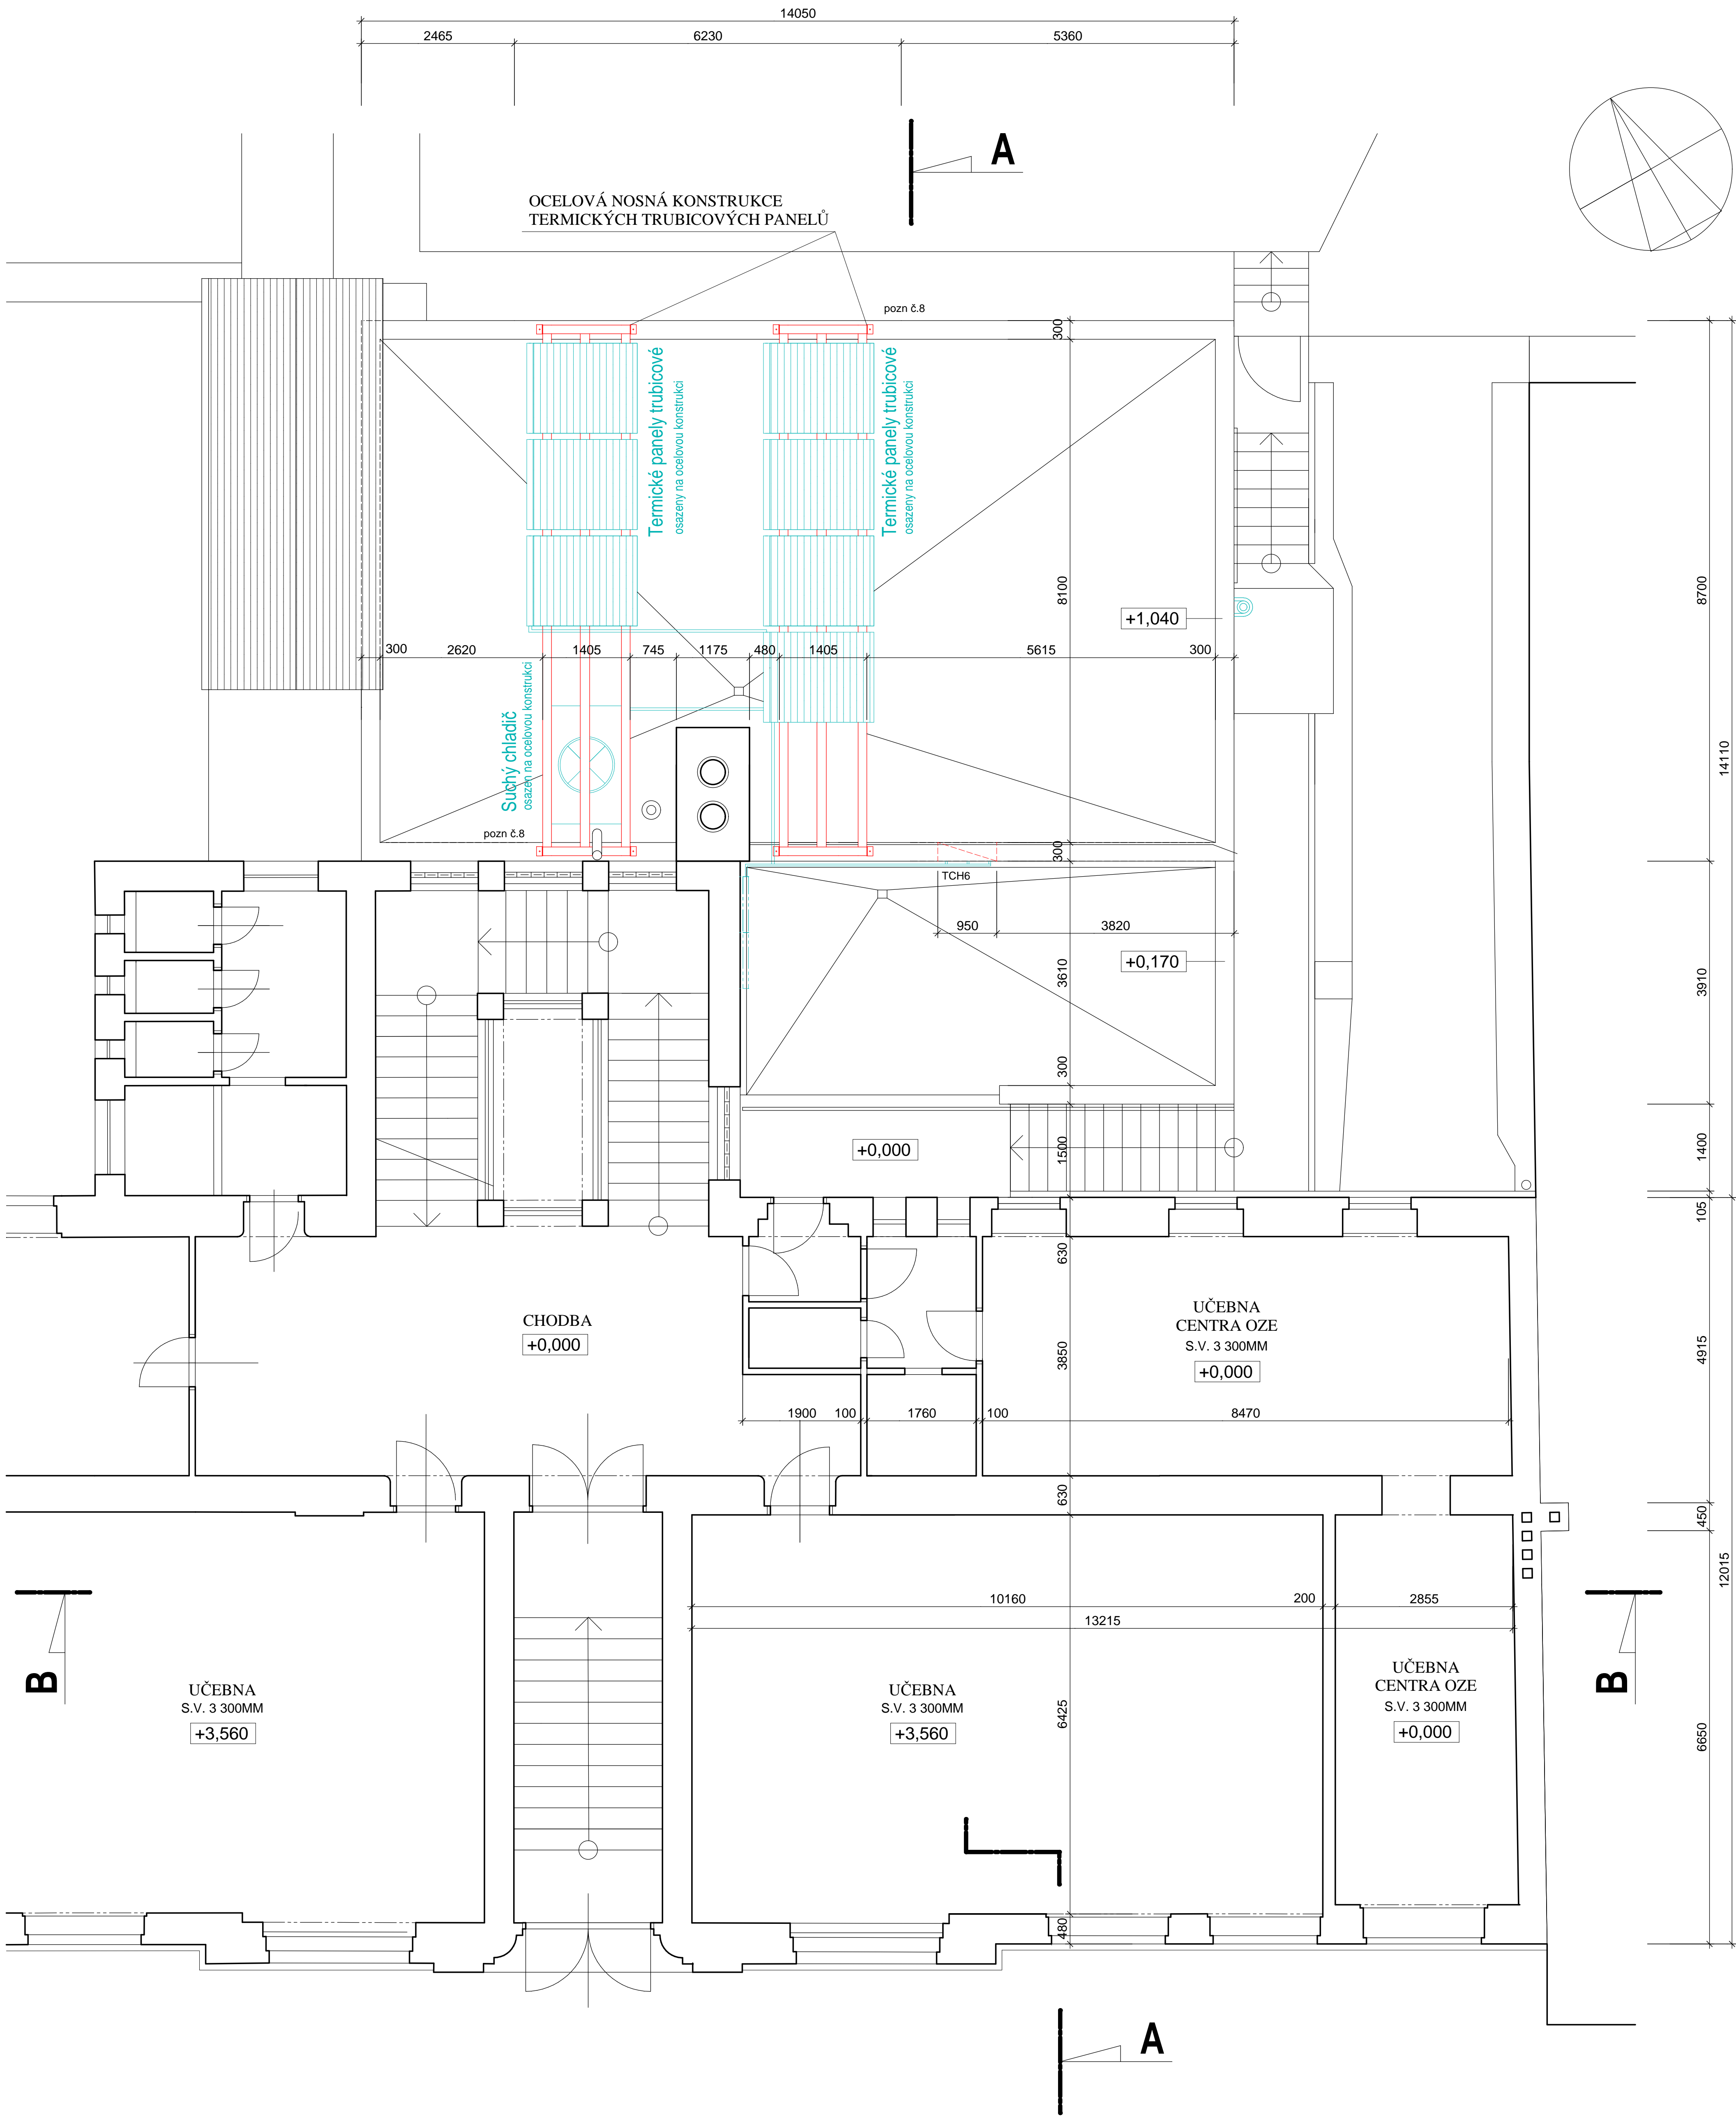 14050
2465
6230
5360
A
OCELOVÁ NOSNÁ KONSTRUKCE
TERMICKÝCH TRUBICOVÝCH PANELŮ
pozn č.8
300
Termické panely trubicové
osazeny na ocelovou konstrukci
Termické panely trubicové
osazeny na ocelovou konstrukci
8100
8700
+1,040
300
2620
1405
745
1175
480
1405
5615
300
Suchý chladič
osazen na ocelovou konstrukci
14110
pozn č.8
300
TCH6
950
3820
+0,170
3610
3910
300
+0,000
1500
1400
105
630
CHODBA
+0,000
UČEBNA
CENTRA OZE
S.V. 3 300MM
+0,000
3850
4915
1900
100
1760
100
8470
630
450
12015
10160
200
2855
13215
B
B
UČEBNA
S.V. 3 300MM
+3,560
UČEBNA
S.V. 3 300MM
+3,560
6425
UČEBNA
CENTRA OZE
S.V. 3 300MM
+0,000
6650
480
A